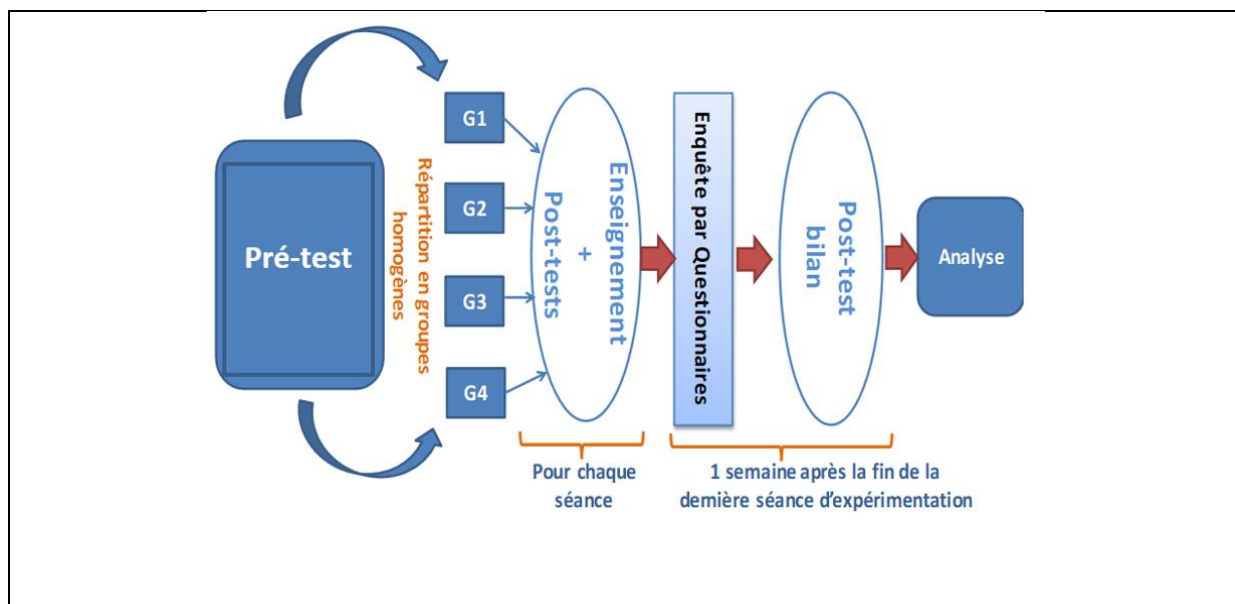 Pré-test
Répartition en groupes
homogènes
G1
G2
G3
G4
Enseignement
+
Post-tests
Enquête par Questionnaires
Post-test
bilan
Analyse
Pour chaque
séance
1 semaine après la fin de la
dernière séance d'expérimentation